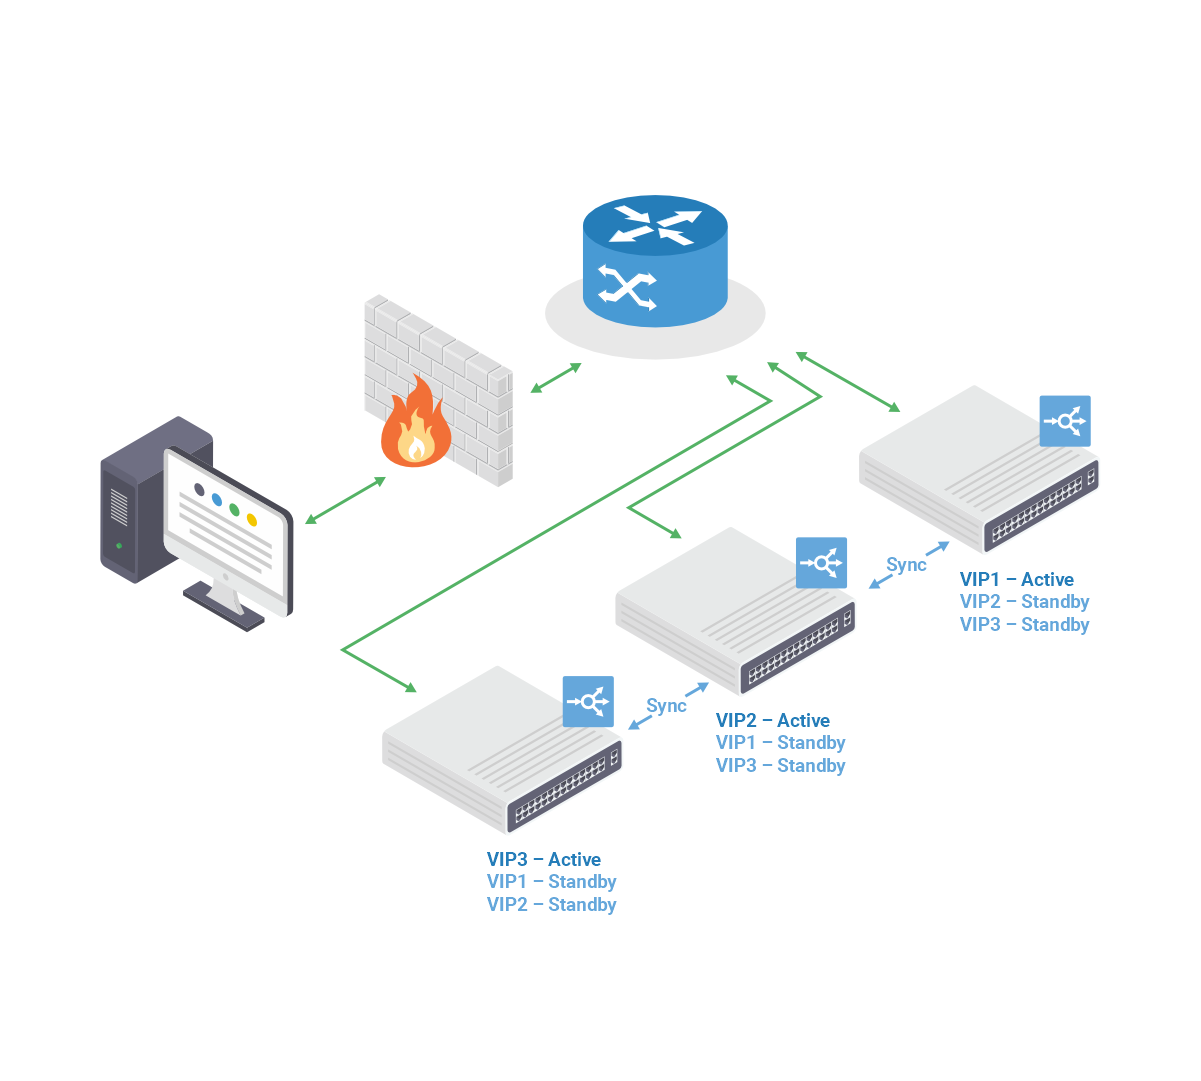 Sync
VIP1 – Active
VIP2 – Standby
VIP3 – Standby
Sync
VIP2 – Active
VIP1 – Standby
VIP3 – Standby
VIP3 – Active
VIP1 – Standby
VIP2 – Standby